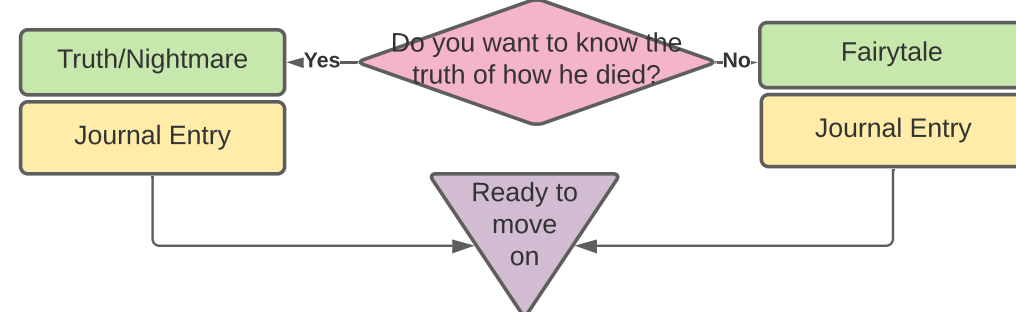 Do you want to know the
truth of how he died?
Yes
No
Truth/Nightmare
Journal Entry
Fairytale
Journal Entry
Ready to
move
on